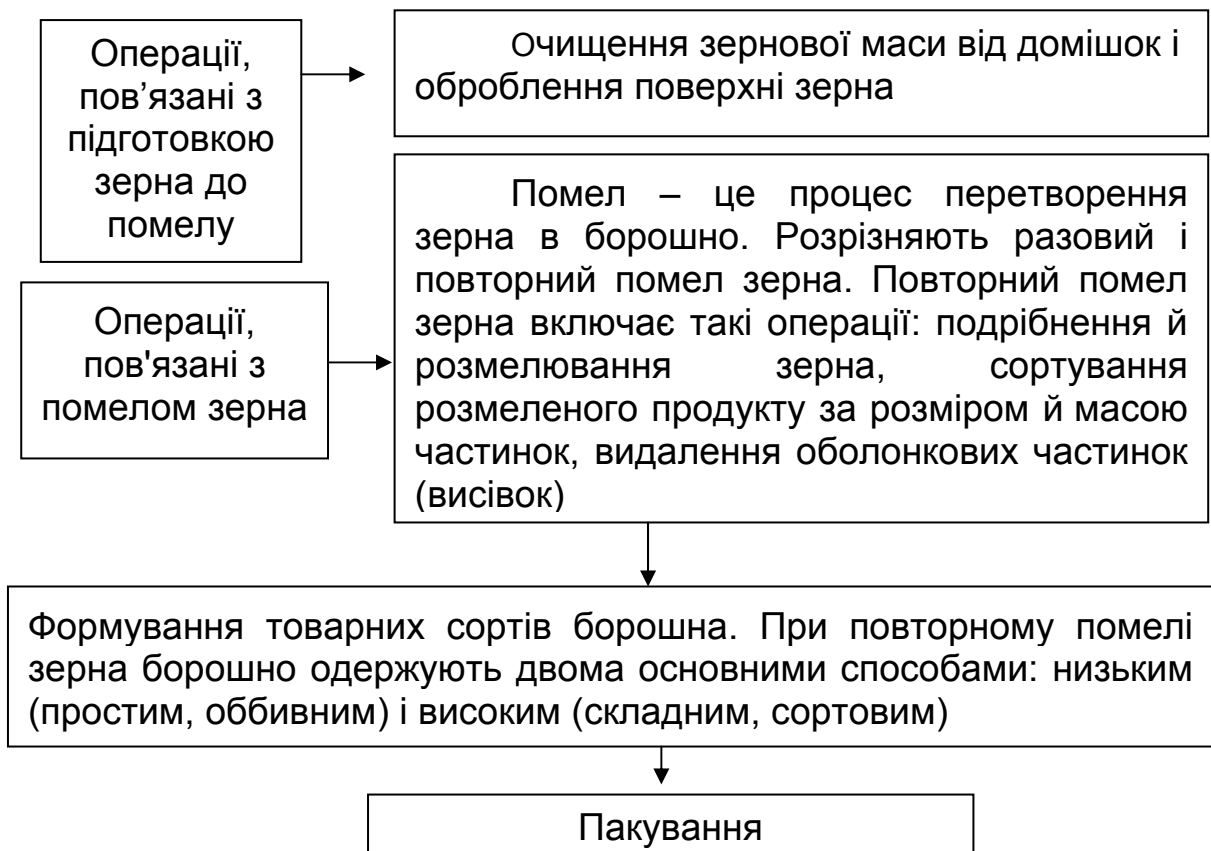 Операції,
пов’язані з
підготовкою
зерна до
помелу
Очищення зернової маси від домішок і
оброблення поверхні зерна
Операції,
пов'язані з
помелом зерна
Помел – це процес перетворення
зерна в борошно. Розрізняють разовий і
повторний помел зерна. Повторний помел
зерна включає такі операції: подрібнення й
розмелювання зерна, сортування
розмеленого продукту за розміром й масою
частинок, видалення оболонкових частинок
(висівок)
Формування товарних сортів борошна. При повторному помелі
зерна борошно одержують двома основними способами: низьким
(простим, оббивним) і високим (складним, сортовим)
Пакування